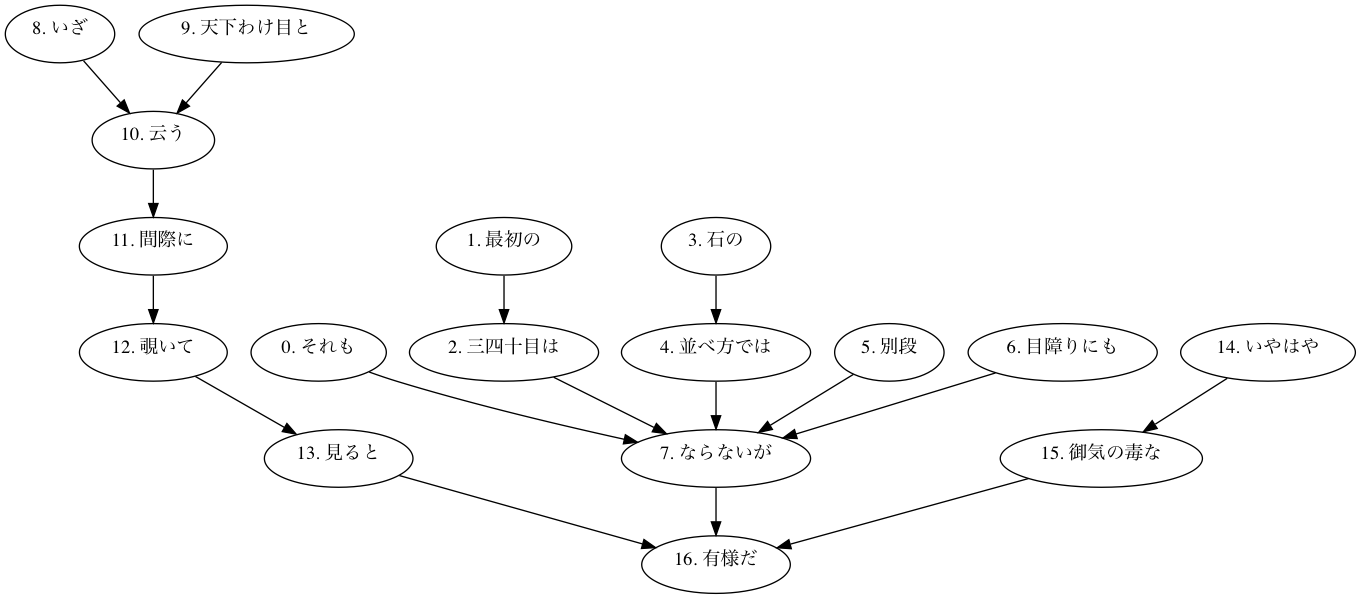 8. いざ
9. 天下わけ目と
10. 云う
11. 間際に
1. 最初の
3. 石の
12. 覗いて
0. それも
2. 三四十目は
4. 並べ方では
5. 別段
6. 目障りにも
14. いやはや
13. 見ると
7. ならないが
15. 御気の毒な
16. 有様だ